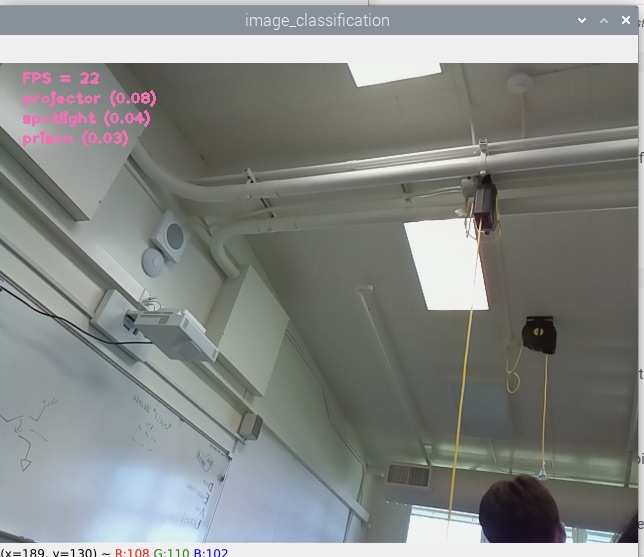 image_classification
FPS = 22
projector (0.08)
spotlight (0.04)
prison (0.03)
(x=189, y=130) ~ R:108 G:110 B:102